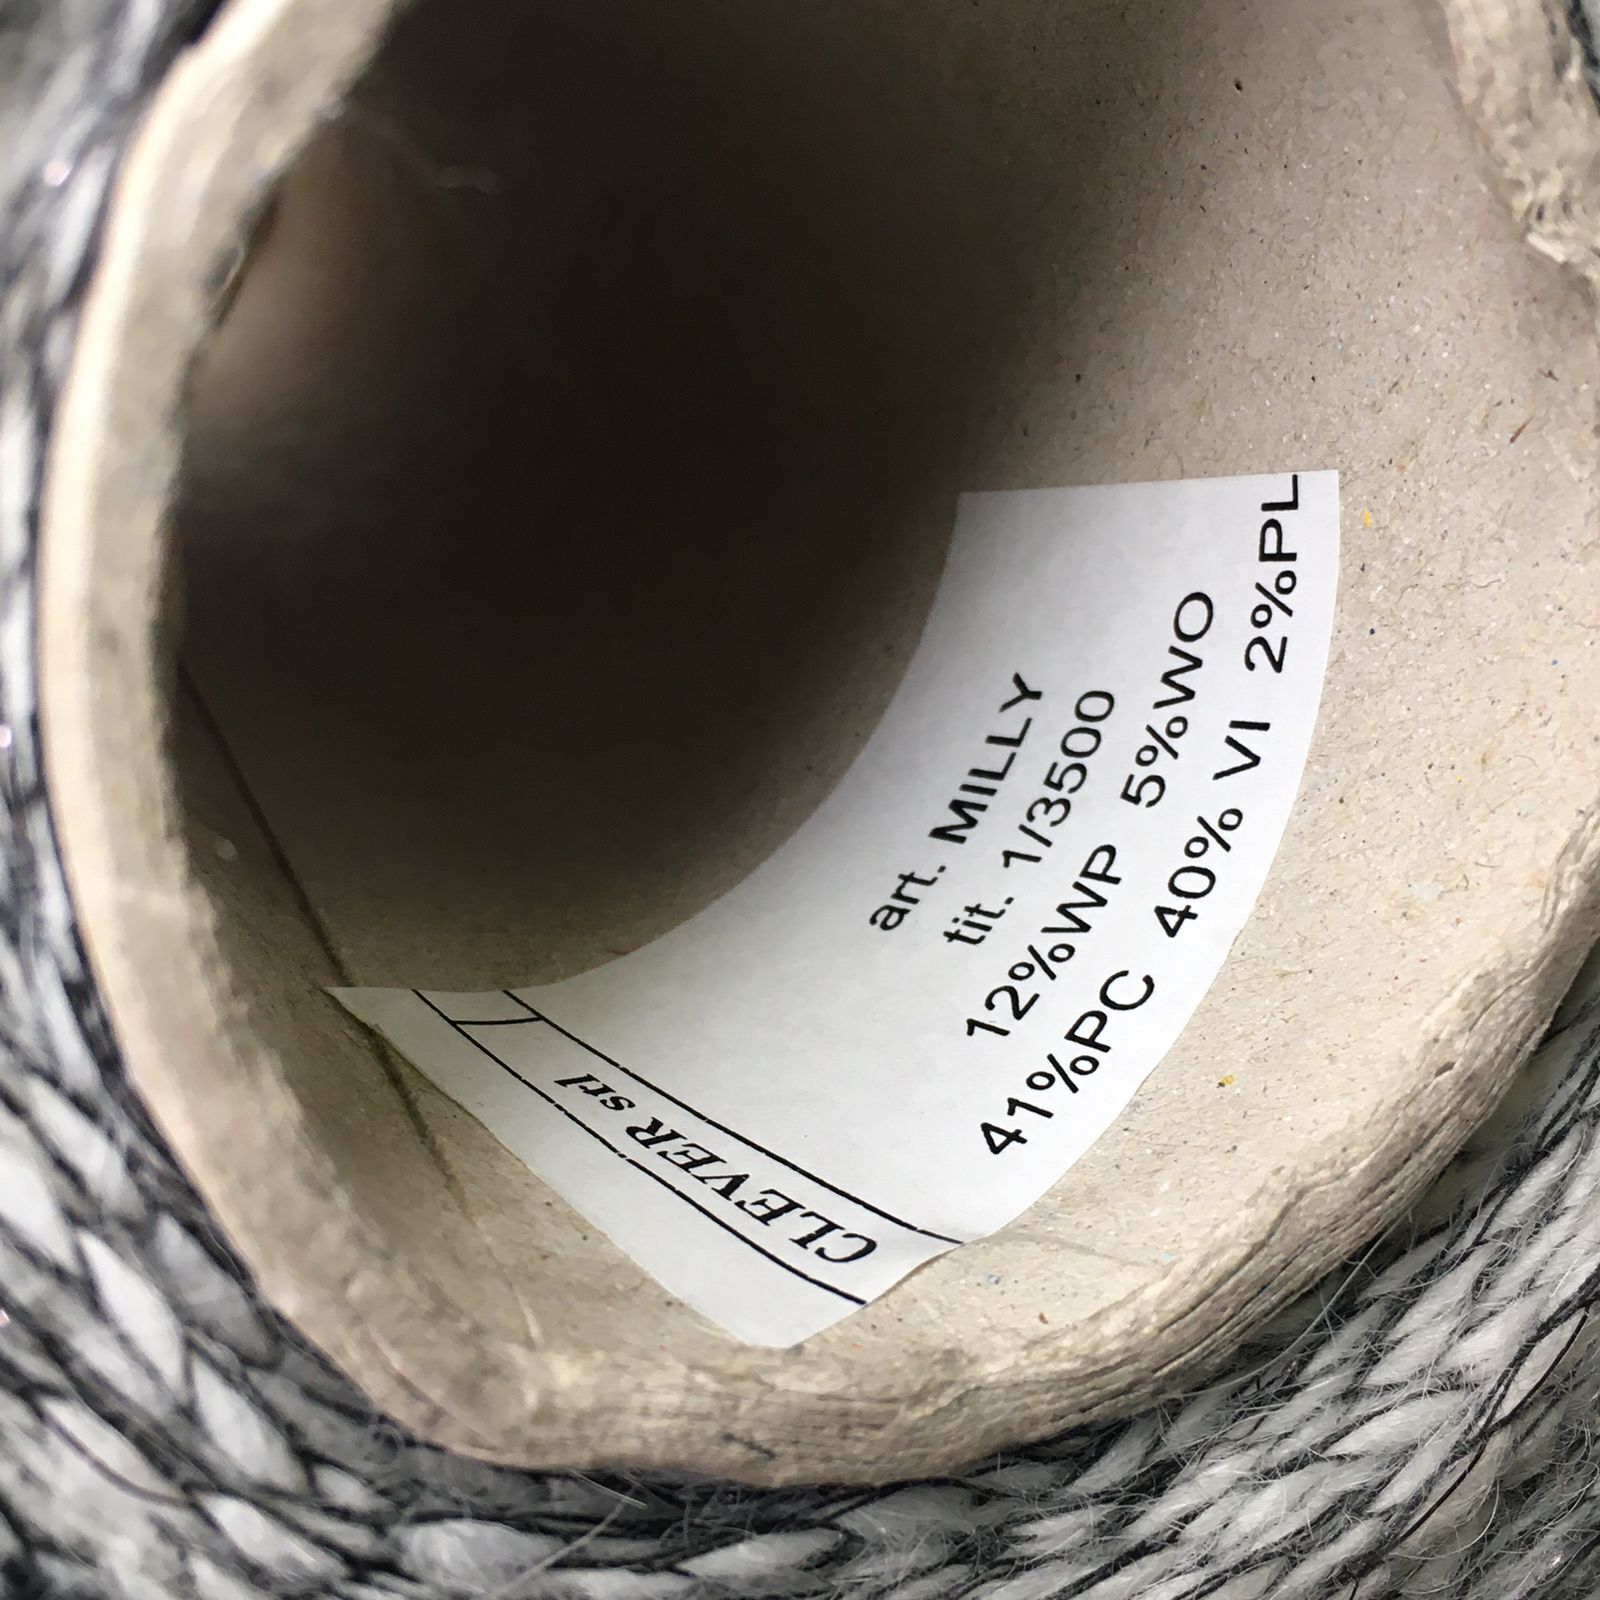 CLEVER srl
art. MILLY
tit. 1/3500
12%WP 5%WO
41%PC 40% VI 2%PL